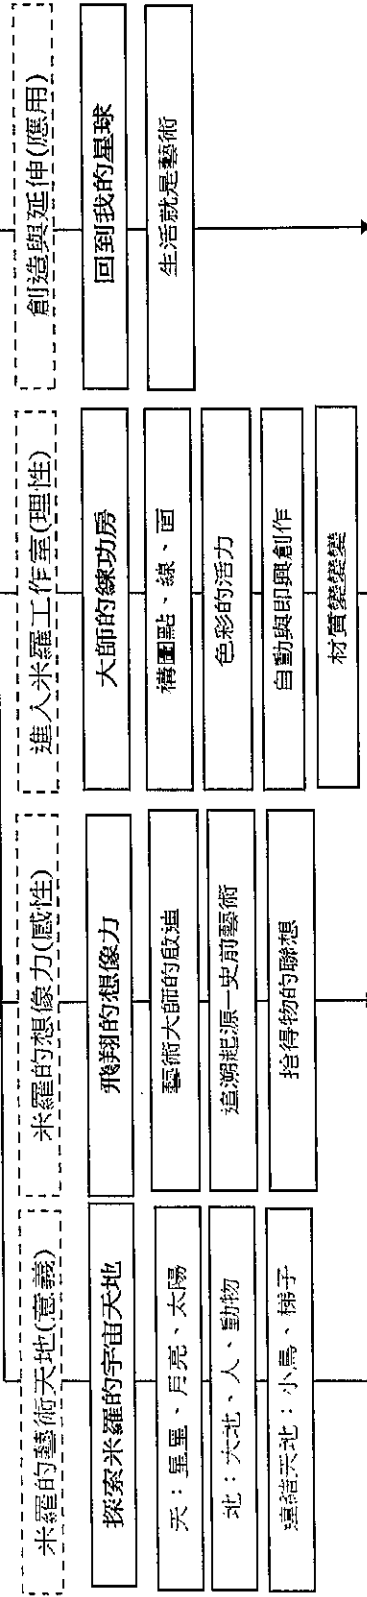 米羅的藝術天地(意義)
探索米羅的宇宙天地
天：星星、月亮、太陽
地：大地、人、動物
連結天地：小鳥、梯子
米羅的想像力(感性)
飛翔的想像力
藝術大師的啟迪
追溯起源─史前藝術
拾得物的聯想
進入米羅工作室(理性)
大師的練功房
構圖點、線、面
色彩的活力
自動與即興創作
材質變變變
創造與延伸(應用)
回到我的星球
生活就是藝術